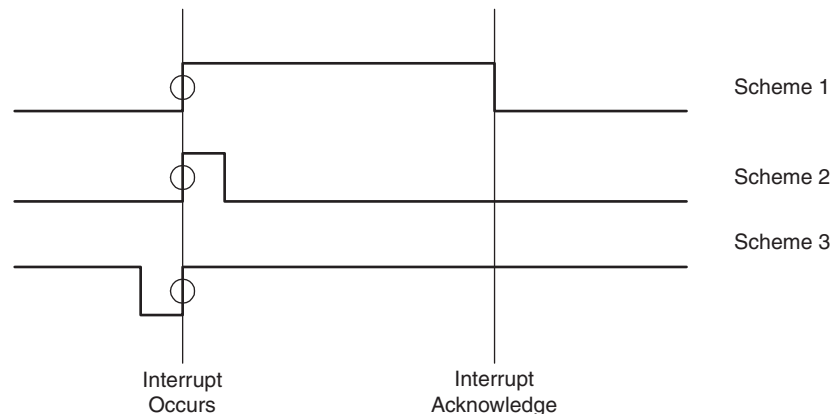 Scheme 1
Scheme 2
Scheme 3
Interrupt
Occurs
Interrupt
Acknowledge